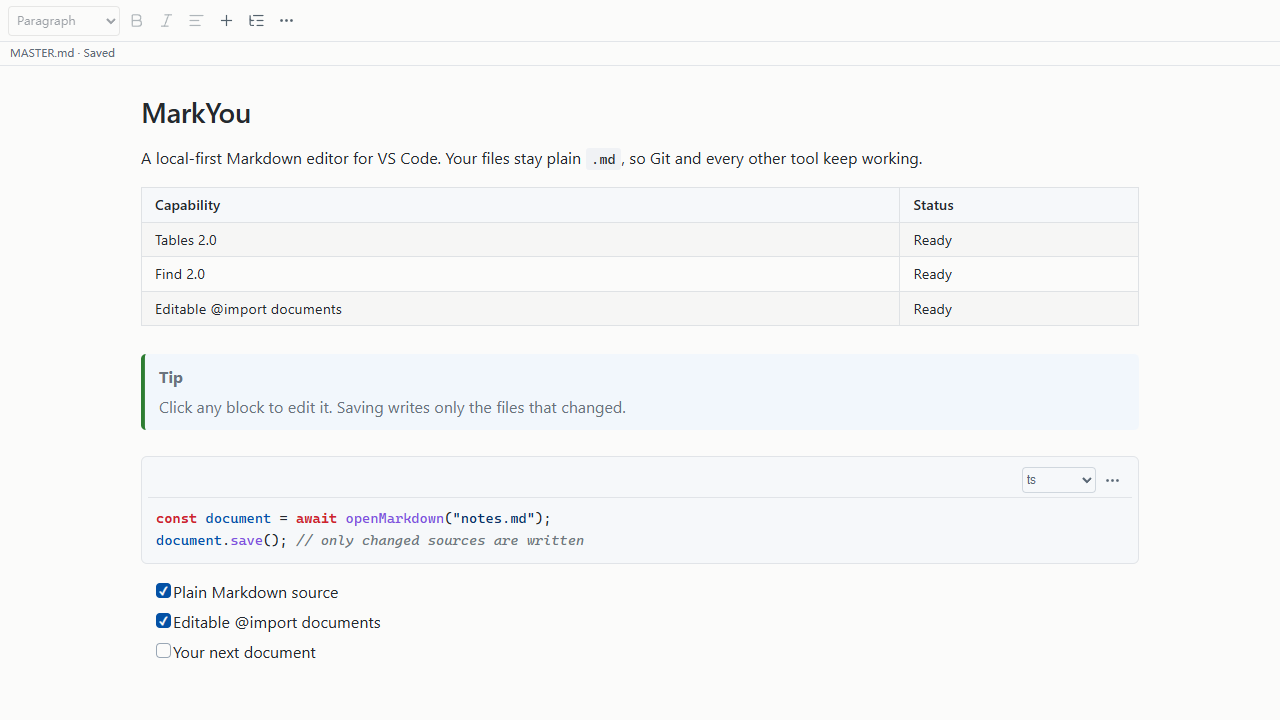 Paragraph
MASTER.md · Saved
MarkYou
A local-first Markdown editor for VS Code. Your files stay plain .md, so Git and every other tool keep working.
Capability Status
Tables 2.0 Ready
Find 2.0 Ready
Editable @import documents Ready
Tip
Click any block to edit it. Saving writes only the files that changed.
ts
const document = await openMarkdown("notes.md");
document.save(); // only changed sources are written
Plain Markdown source
Editable @import documents
Your next document